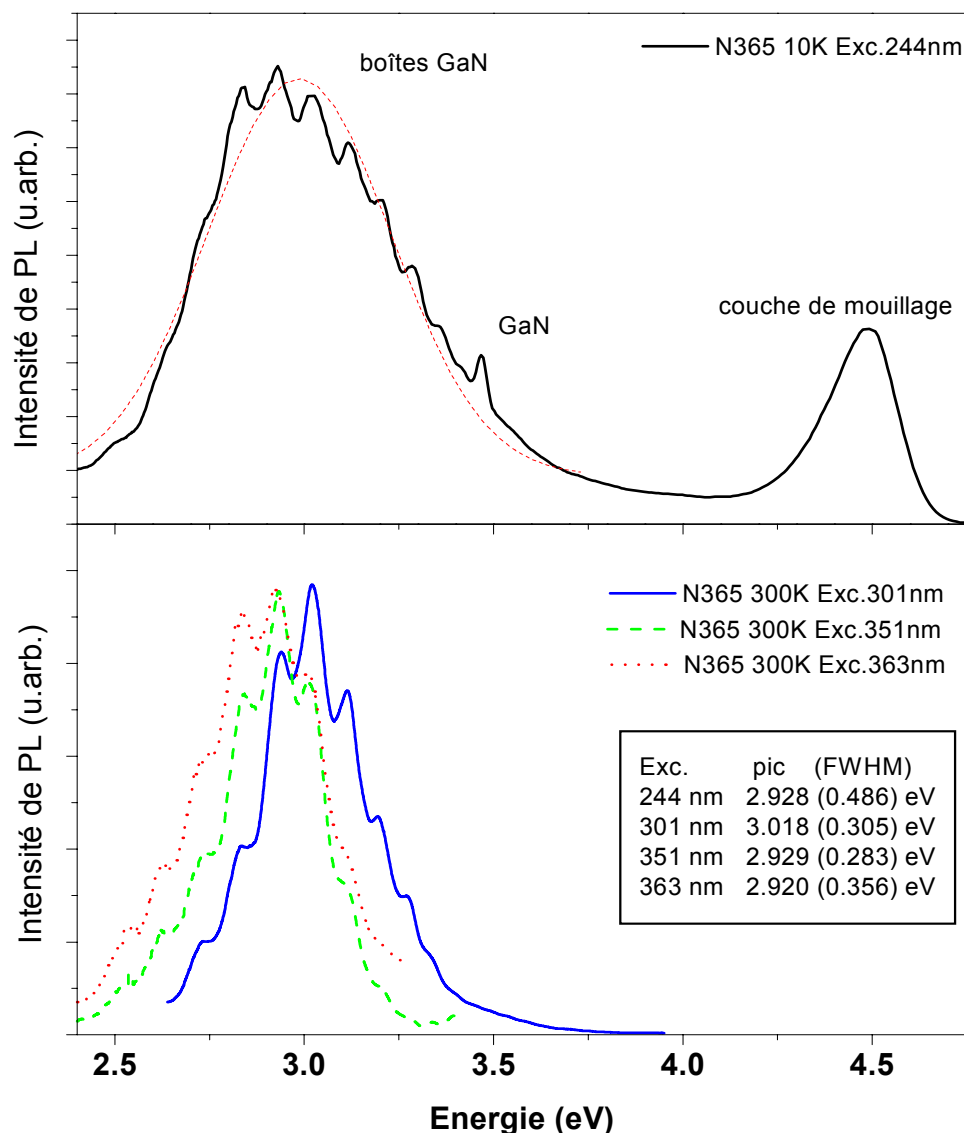 N365 10K Exc.244nm
boîtes GaN
GaN
couche de mouillage
Intensité de PL (u.arb.)
N365 300K Exc.301nm
N365 300K Exc.351nm
N365 300K Exc.363nm
Exc. pic (FWHM)
244 nm 2.928 (0.486) eV
301 nm 3.018 (0.305) eV
351 nm 2.929 (0.283) eV
363 nm 2.920 (0.356) eV
Intensité de PL (u.arb.)
2.5 3.0 3.5 4.0 4.5
Energie (eV)